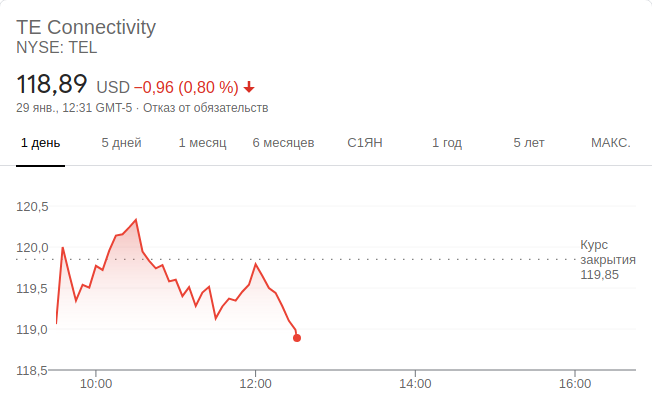 TE Connectivity
NYSE: TEL
118,89 USD −0,96 (0,80 %)
29 янв., 12:31 GMT-5 · Отказ от обязательств
1 день 5 дней 1 месяц 6 месяцев С1ЯН 1 год 5 лет МАКС.
120,5
120,0
119,5
119,0
118,5
Курс
закрытия
119,85
10:00 12:00 14:00 16:00